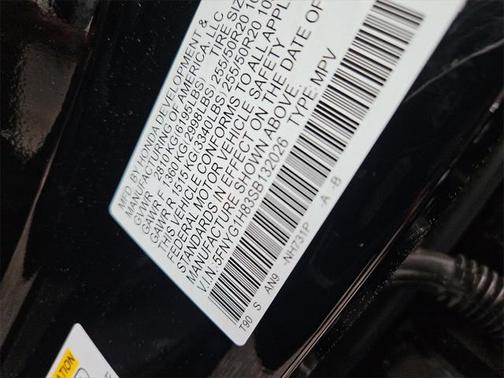 MFD. BY HONDA DEVELOPMENT &
MANUFACTURING OF AMERICA, L
GVWR 2810 KG(6195LBS) TIRE SIZE
GAWR F 1360 KG(2998LBS) 255/50R20 10
GAWR R 1515 KG(3340LBS) 255/50R20 10
THIS VEHICLE CONFORMS TO ALL APPL
FEDERAL MOTOR VEHICLE SAFETY
STANDARDS IN EFFECT ON THE DATE OF
MANUFACTURE SHOWN ABOVE.
V.I.N: 5FNYG1H83SB132026 TYPE: MPV
T90 S AN9 -NH731P A -B
ATION